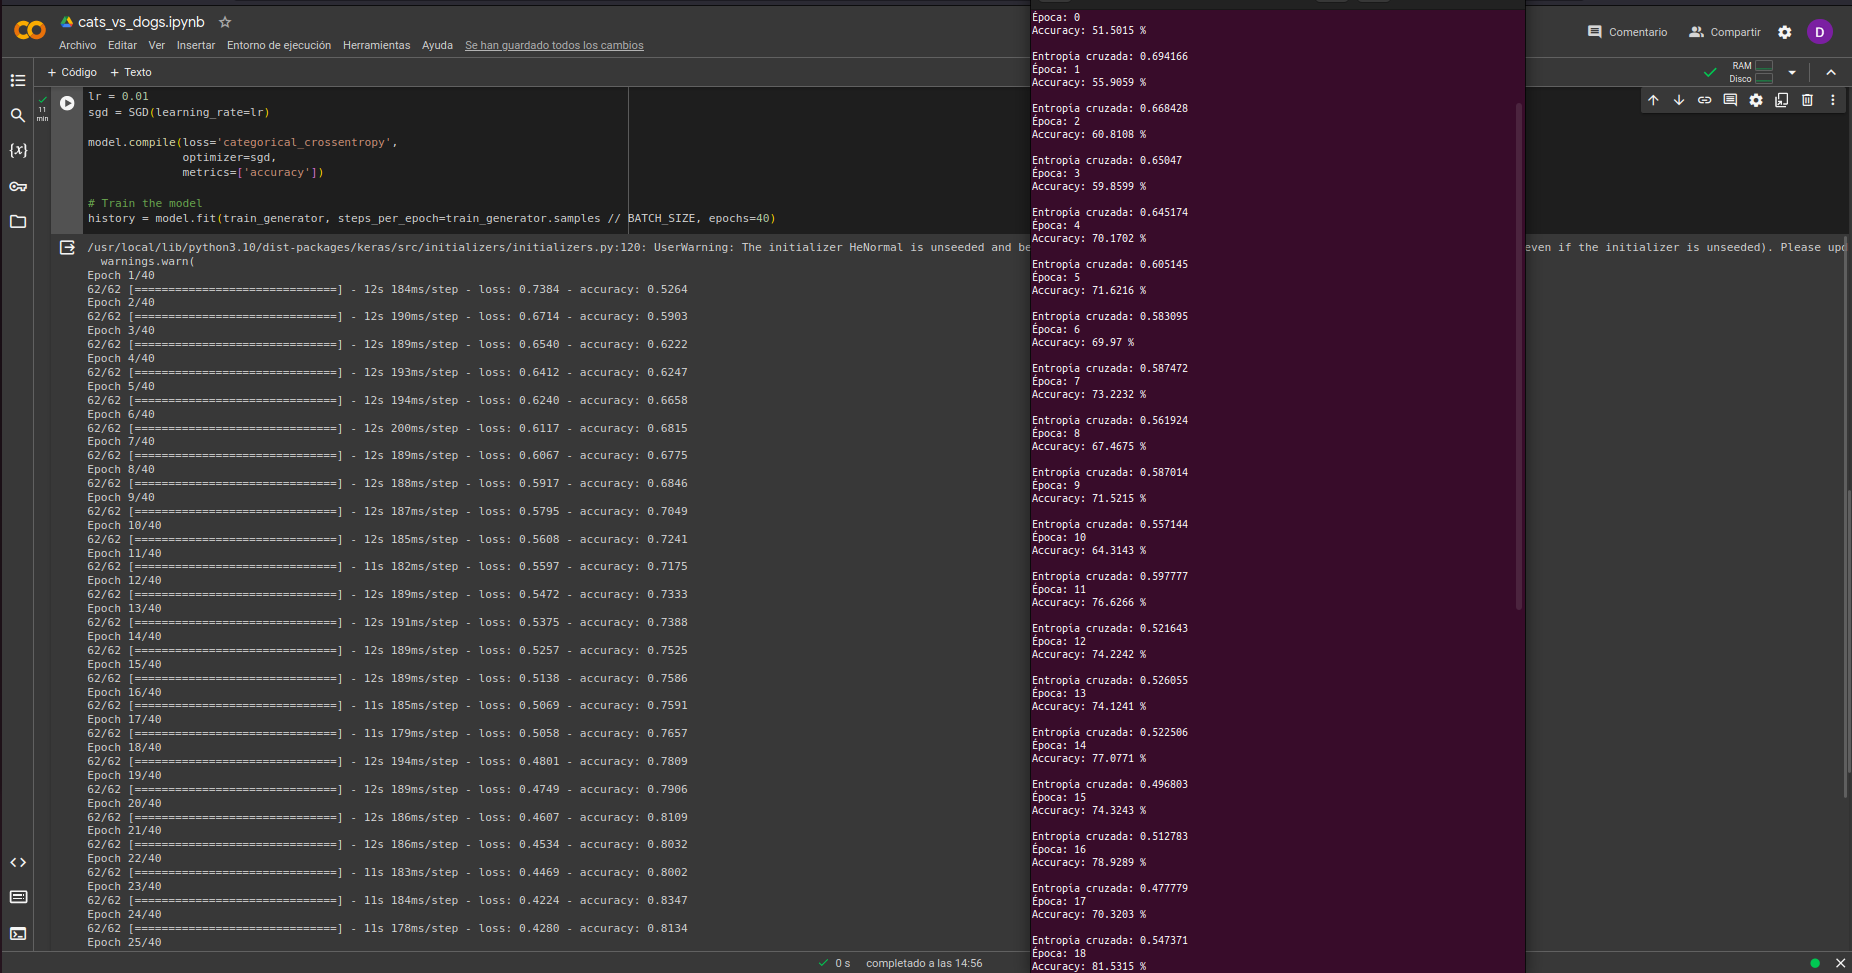 cats_vs_dogs.ipynb
Archivo Editar Ver Insertar Entorno de ejecución Herramientas Ayuda Se han guardado todos los cambios
Comentario Compartir D
+ Código + Texto
RAM
Disco
11
min
lr = 0.01
sgd = SGD(learning_rate=lr)
model.compile(loss='categorical_crossentropy',
optimizer=sgd,
metrics=['accuracy'])
# Train the model
history = model.fit(train_generator, steps_per_epoch=train_generator.samples // BATCH_SIZE, epochs=40)
/usr/local/lib/python3.10/dist-packages/keras/src/initializers/initializers.py:120: UserWarning: The initializer HeNormal is unseeded and be
even if the initializer is unseeded). Please upd
warnings.warn(
Epoch 1/40
62/62 [==============================] - 12s 184ms/step - loss: 0.7384 - accuracy: 0.5264
Epoch 2/40
62/62 [==============================] - 12s 190ms/step - loss: 0.6714 - accuracy: 0.5903
Epoch 3/40
62/62 [==============================] - 12s 189ms/step - loss: 0.6540 - accuracy: 0.6222
Epoch 4/40
62/62 [==============================] - 12s 193ms/step - loss: 0.6412 - accuracy: 0.6247
Epoch 5/40
62/62 [==============================] - 12s 194ms/step - loss: 0.6240 - accuracy: 0.6658
Epoch 6/40
62/62 [==============================] - 12s 200ms/step - loss: 0.6117 - accuracy: 0.6815
Epoch 7/40
62/62 [==============================] - 12s 189ms/step - loss: 0.6067 - accuracy: 0.6775
Epoch 8/40
62/62 [==============================] - 12s 188ms/step - loss: 0.5917 - accuracy: 0.6846
Epoch 9/40
62/62 [==============================] - 12s 187ms/step - loss: 0.5795 - accuracy: 0.7049
Epoch 10/40
62/62 [==============================] - 12s 185ms/step - loss: 0.5608 - accuracy: 0.7241
Epoch 11/40
62/62 [==============================] - 11s 182ms/step - loss: 0.5597 - accuracy: 0.7175
Epoch 12/40
62/62 [==============================] - 12s 189ms/step - loss: 0.5472 - accuracy: 0.7333
Epoch 13/40
62/62 [==============================] - 12s 191ms/step - loss: 0.5375 - accuracy: 0.7388
Epoch 14/40
62/62 [==============================] - 12s 189ms/step - loss: 0.5257 - accuracy: 0.7525
Epoch 15/40
62/62 [==============================] - 12s 189ms/step - loss: 0.5138 - accuracy: 0.7586
Epoch 16/40
62/62 [==============================] - 11s 185ms/step - loss: 0.5069 - accuracy: 0.7591
Epoch 17/40
62/62 [==============================] - 11s 179ms/step - loss: 0.5058 - accuracy: 0.7657
Epoch 18/40
62/62 [==============================] - 12s 194ms/step - loss: 0.4801 - accuracy: 0.7809
Epoch 19/40
62/62 [==============================] - 12s 189ms/step - loss: 0.4749 - accuracy: 0.7906
Epoch 20/40
62/62 [==============================] - 12s 186ms/step - loss: 0.4607 - accuracy: 0.8109
Epoch 21/40
62/62 [==============================] - 12s 186ms/step - loss: 0.4534 - accuracy: 0.8032
Epoch 22/40
62/62 [==============================] - 11s 183ms/step - loss: 0.4469 - accuracy: 0.8002
Epoch 23/40
62/62 [==============================] - 11s 184ms/step - loss: 0.4224 - accuracy: 0.8347
Epoch 24/40
62/62 [==============================] - 11s 178ms/step - loss: 0.4280 - accuracy: 0.8134
Epoch 25/40
0 s completado a las 14:56
Época: 0
Accuracy: 51.5015 %
Entropía cruzada: 0.694166
Época: 1
Accuracy: 55.9059 %
Entropía cruzada: 0.668428
Época: 2
Accuracy: 60.8108 %
Entropía cruzada: 0.65047
Época: 3
Accuracy: 59.8599 %
Entropía cruzada: 0.645174
Época: 4
Accuracy: 70.1702 %
Entropía cruzada: 0.605145
Época: 5
Accuracy: 71.6216 %
Entropía cruzada: 0.583095
Época: 6
Accuracy: 69.97 %
Entropía cruzada: 0.587472
Época: 7
Accuracy: 73.2232 %
Entropía cruzada: 0.561924
Época: 8
Accuracy: 67.4675 %
Entropía cruzada: 0.587014
Época: 9
Accuracy: 71.5215 %
Entropía cruzada: 0.557144
Época: 10
Accuracy: 64.3143 %
Entropía cruzada: 0.597777
Época: 11
Accuracy: 76.6266 %
Entropía cruzada: 0.521643
Época: 12
Accuracy: 74.2242 %
Entropía cruzada: 0.526055
Época: 13
Accuracy: 74.1241 %
Entropía cruzada: 0.522506
Época: 14
Accuracy: 77.0771 %
Entropía cruzada: 0.496803
Época: 15
Accuracy: 74.3243 %
Entropía cruzada: 0.512783
Época: 16
Accuracy: 78.9289 %
Entropía cruzada: 0.477779
Época: 17
Accuracy: 70.3203 %
Entropía cruzada: 0.547371
Época: 18
Accuracy: 81.5315 %